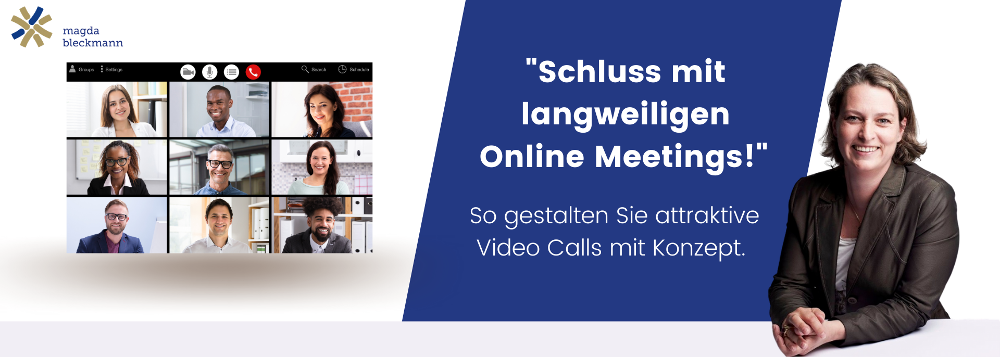 magda
bleckmann
Groups
Settings
Search
Schedule
"Schluss mit
langweiligen
Online Meetings!"
So gestalten Sie attraktive
Video Calls mit Konzept.